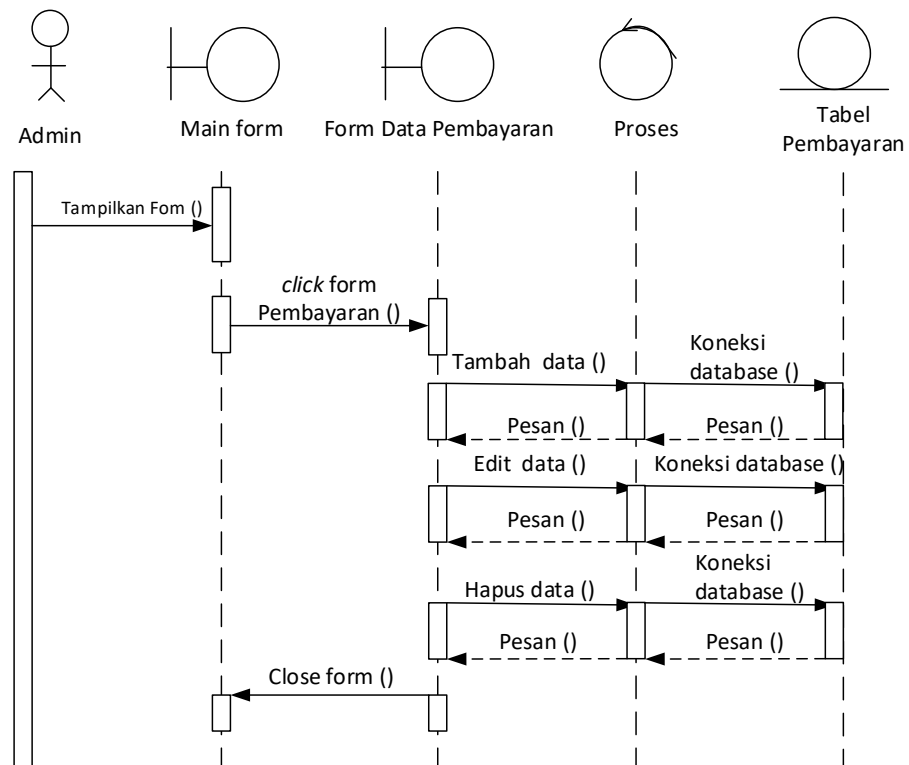 Admin
Main form
Form Data Pembayaran
Proses
Tabel
Pembayaran
Tampilkan Fom ()
click form
Pembayaran ()
Tambah data ()
Koneksi
database ()
Pesan ()
Pesan ()
Edit data ()
Koneksi database ()
Pesan ()
Pesan ()
Hapus data ()
Koneksi
database ()
Pesan ()
Pesan ()
Close form ()